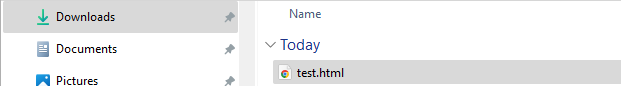 Downloads
Documents
Pictures
Name
Today
test.html